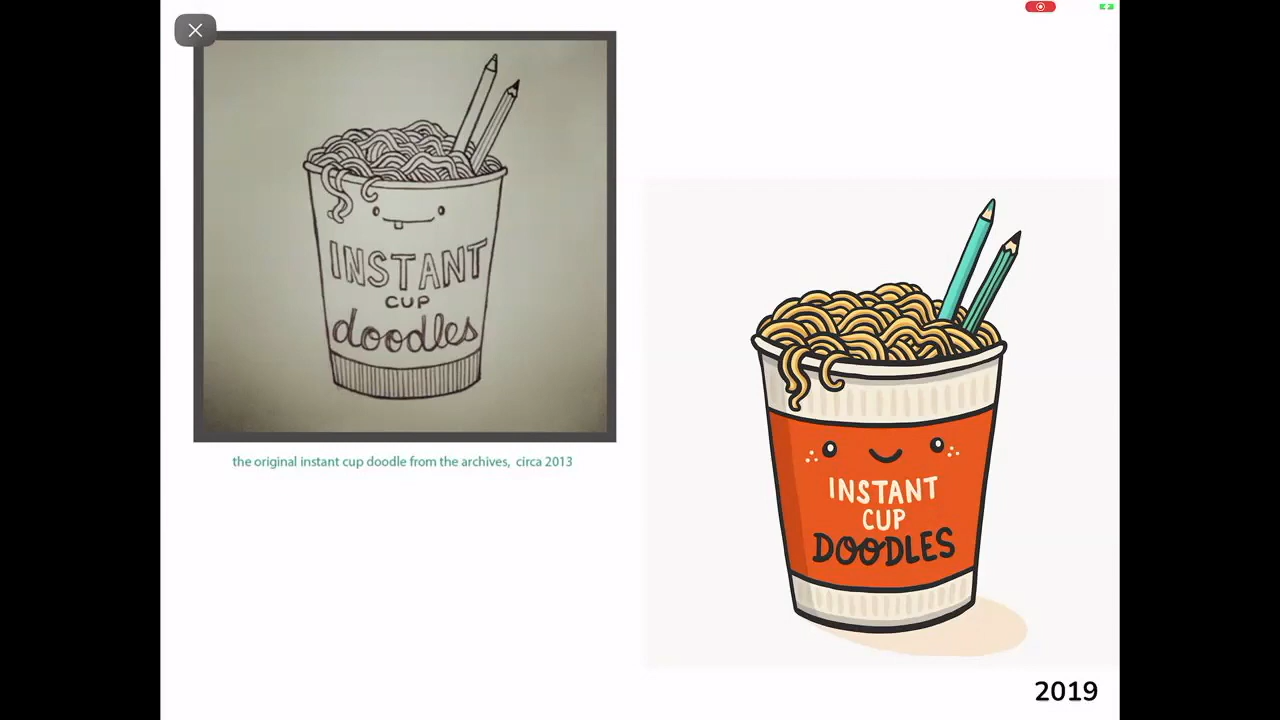 INSTANT
CUP
doodles
the original instant cup doodle from the archives, circa 2013
INSTANT
CUP
DOODLES
2019